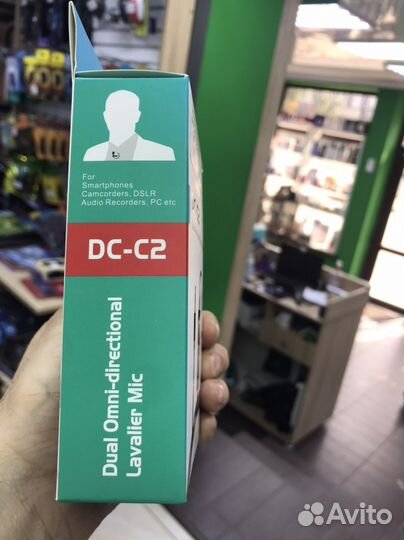 For
Smartphones
Camcorders, DSLR
Audio Recorders, PC etc
DC-C2
Dual Omni-directional
Lavalier Mic
Avito